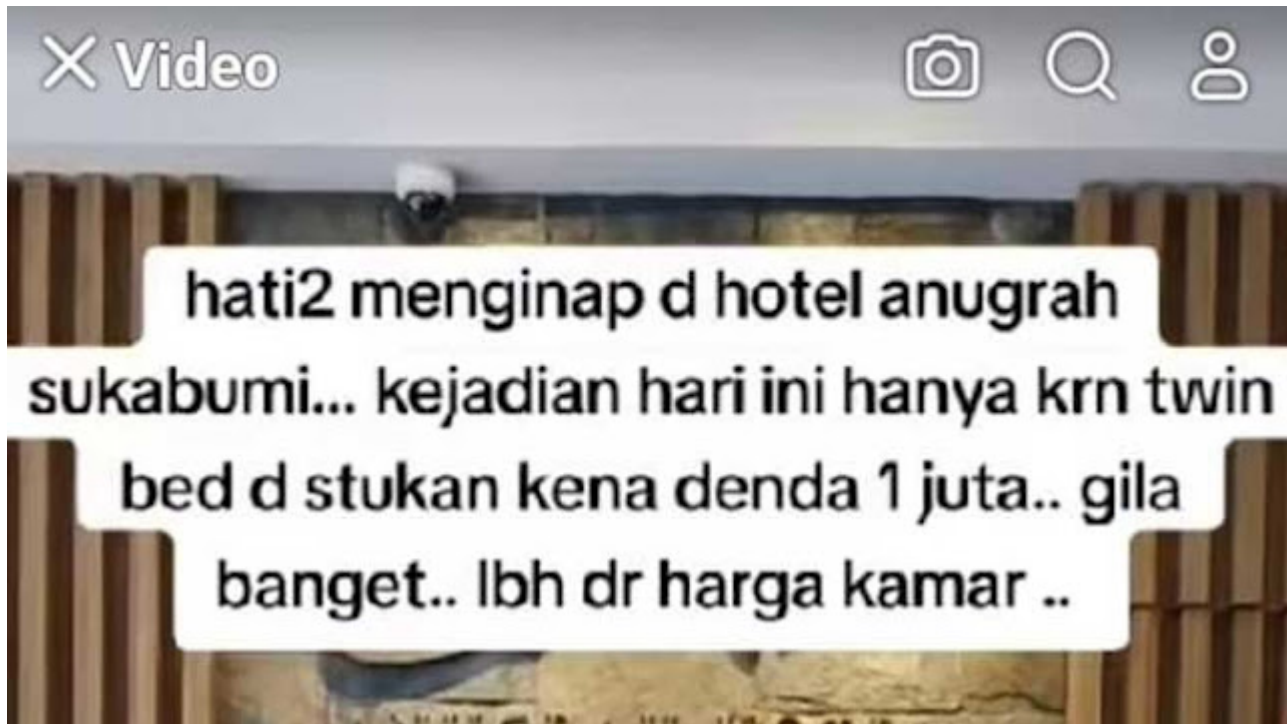 Video
hati2 menginap d hotel anugrah
sukabumi... kejadian hari ini hanya krn twin
bed d stukan kena denda 1 juta.. gila
banget.. lbh dr harga kamar ..